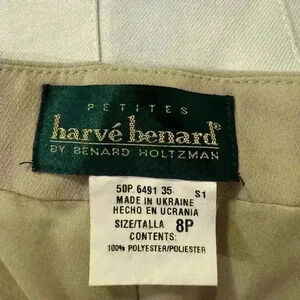 PETITES
harvé benard®
BY BENARD HOLTZMAN
5DP 6491 35 S1
MADE IN UKRAINE
HECHO EN UCRANIA
SIZE/TALLA 8P
CONTENTS:
100% POLYESTER/POLIESTER